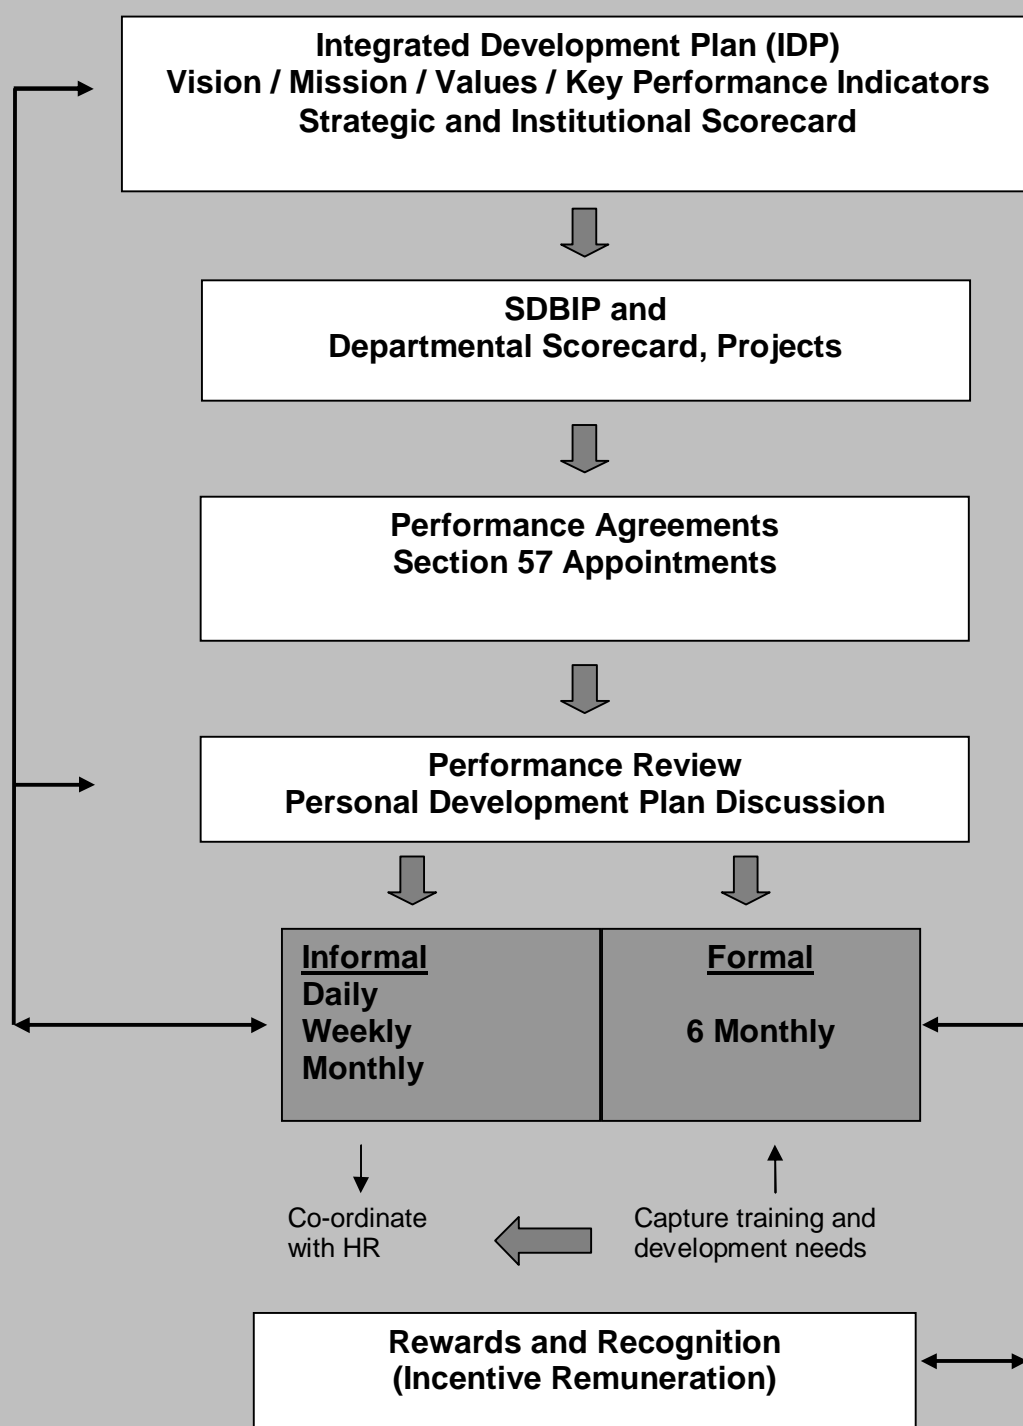 Integrated Development Plan (IDP)
Vision / Mission / Values / Key Performance Indicators
Strategic and Institutional Scorecard
SDBIP and
Departmental Scorecard, Projects
Performance Agreements
Section 57 Appointments
Performance Review
Personal Development Plan Discussion
Informal
Daily
Weekly
Monthly
Formal
6 Monthly
Co-ordinate
with HR
Capture training and
development needs
Rewards and Recognition
(Incentive Remuneration)